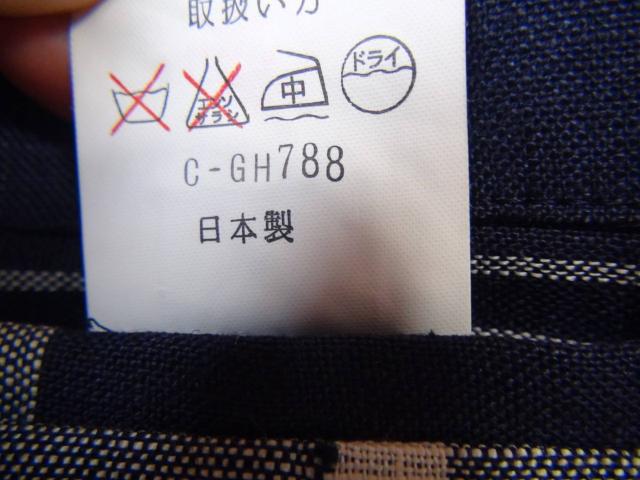 取扱い方
エンソ
サラシ
中
ドライ
C-GH788
日本製